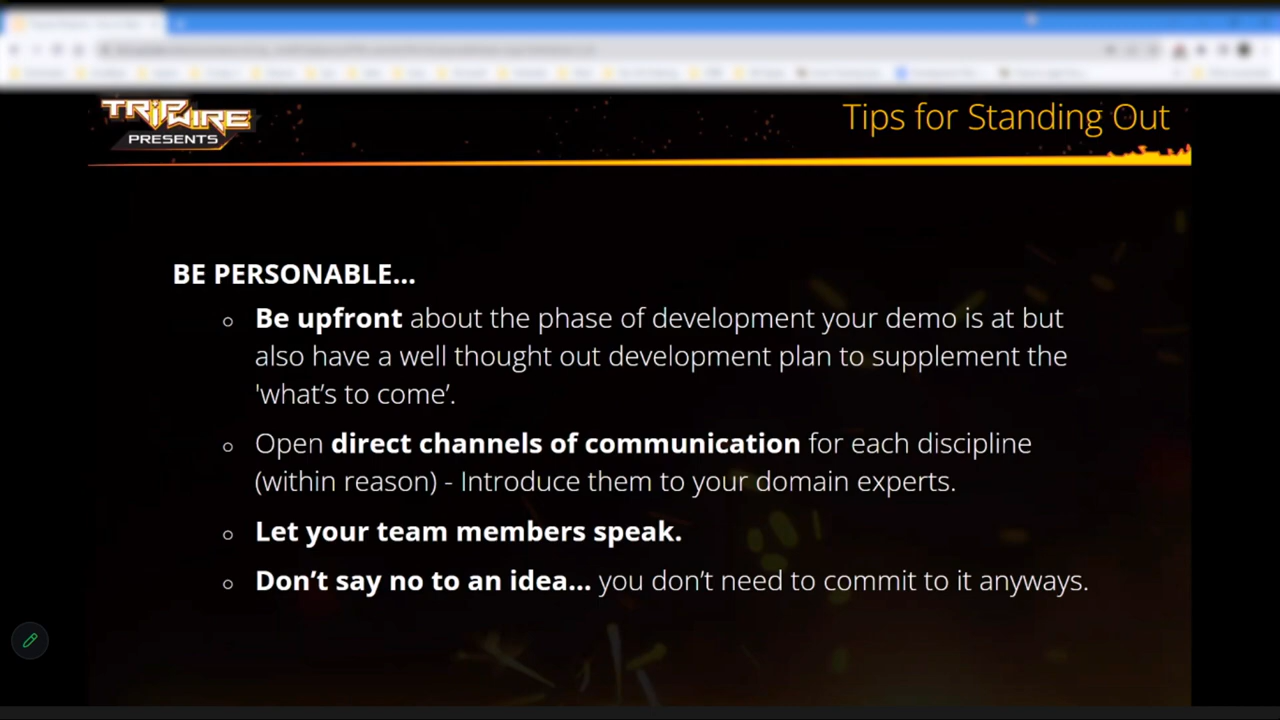 TRIPWIRE
PRESENTS
Tips for Standing Out
BE PERSONABLE...
Be upfront about the phase of development your demo is at but
also have a well thought out development plan to supplement the
'what's to come’.
Open direct channels of communication for each discipline
(within reason) - Introduce them to your domain experts.
Let your team members speak.
Don’t say no to an idea... you don’t need to commit to it anyways.